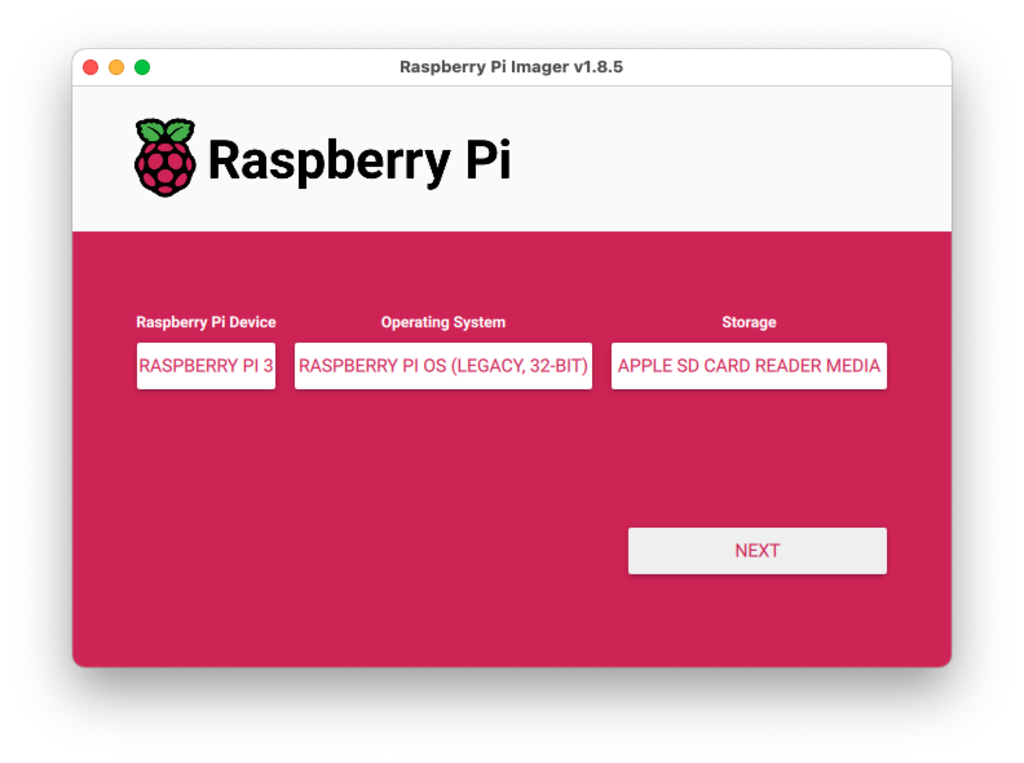 Raspberry Pi Imager v1.8.5
Raspberry Pi
Raspberry Pi Device Operating System Storage
RASPBERRY PI 3 RASPBERRY PI OS (LEGACY, 32-BIT) APPLE SD CARD READER MEDIA
NEXT